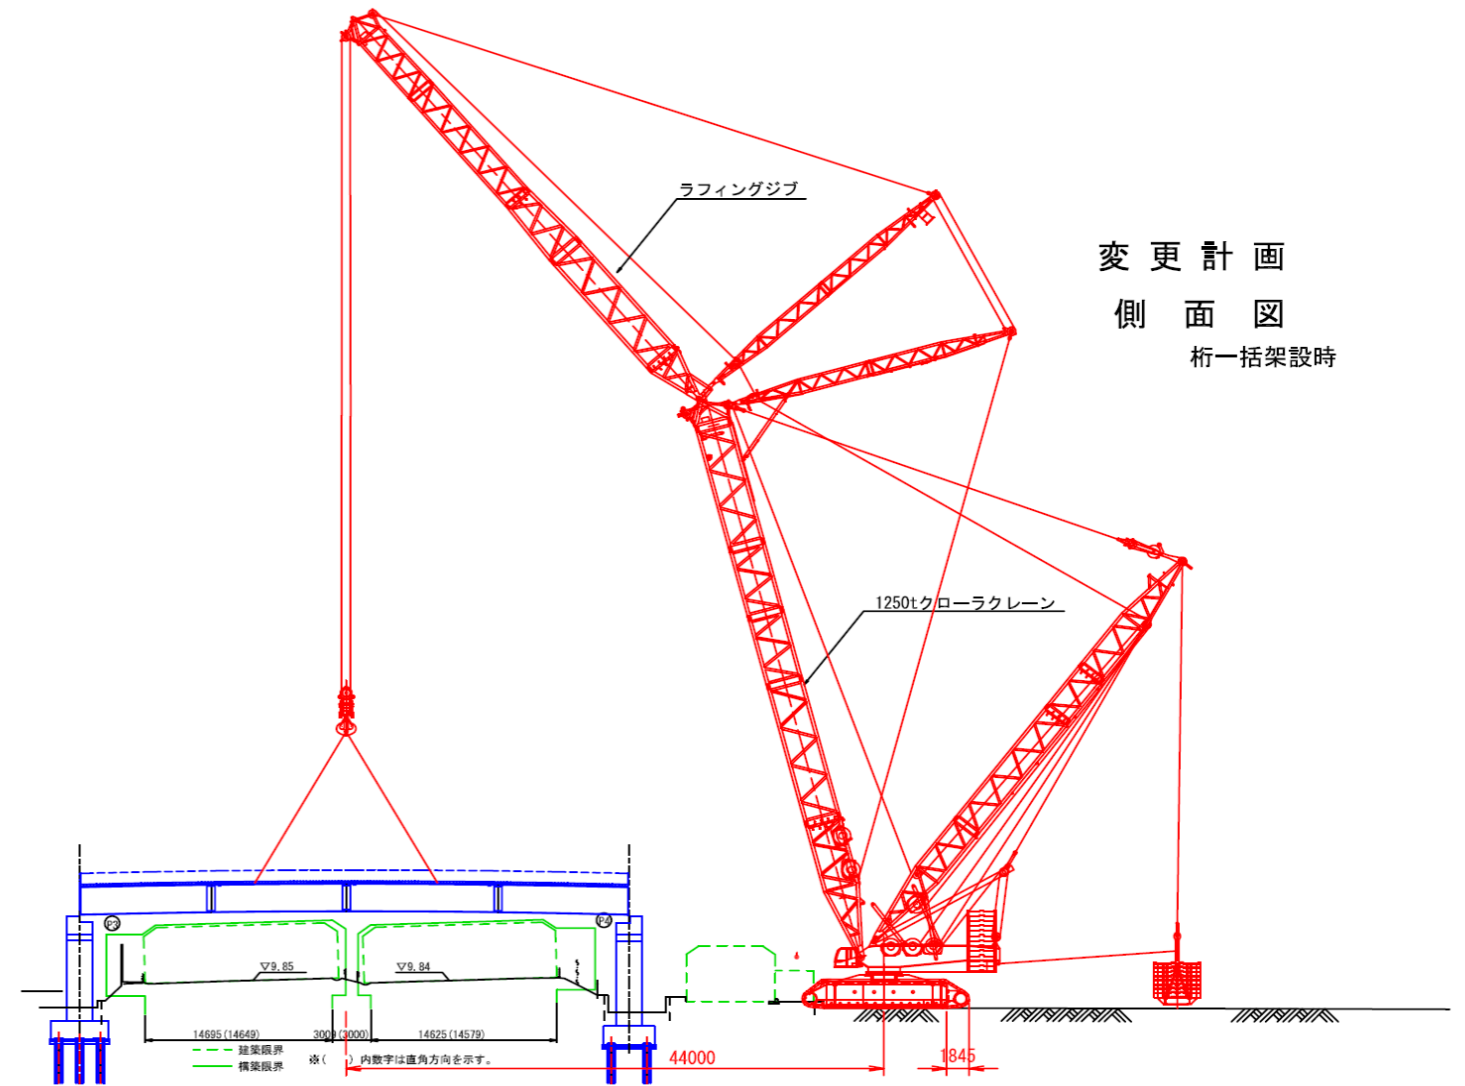 ラフィングジブ
変更計画
側面図
桁一括架設時
1250tクローラクレーン
P3
P4
▽9.85
▽9.84
14695(14649)
3000(3000)
14625(14579)
建築限界
構築限界
※( )内数字は直角方向を示す。
44000
1845